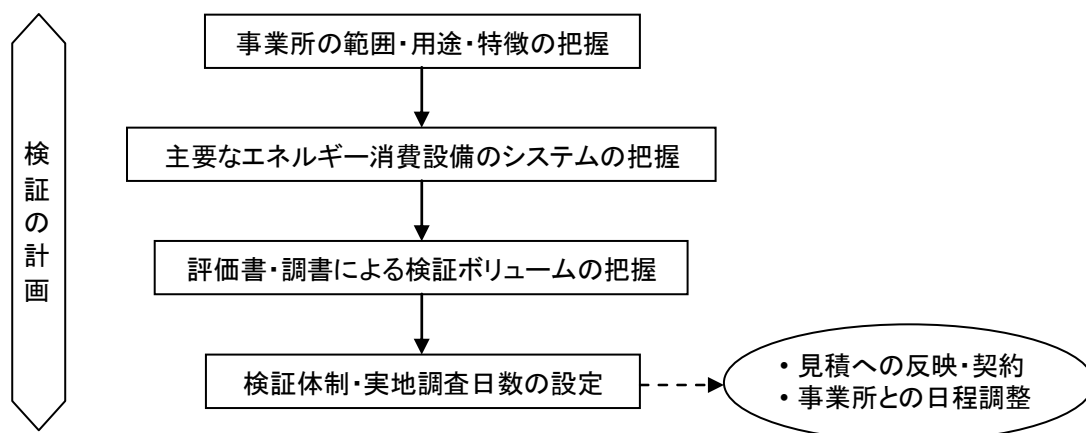 検証の計画
事業所の範囲・用途・特徴の把握
主要なエネルギー消費設備のシステムの把握
評価書・調書による検証ボリュームの把握
検証体制・実地調査日数の設定
• 見積への反映・契約
• 事業所との日程調整